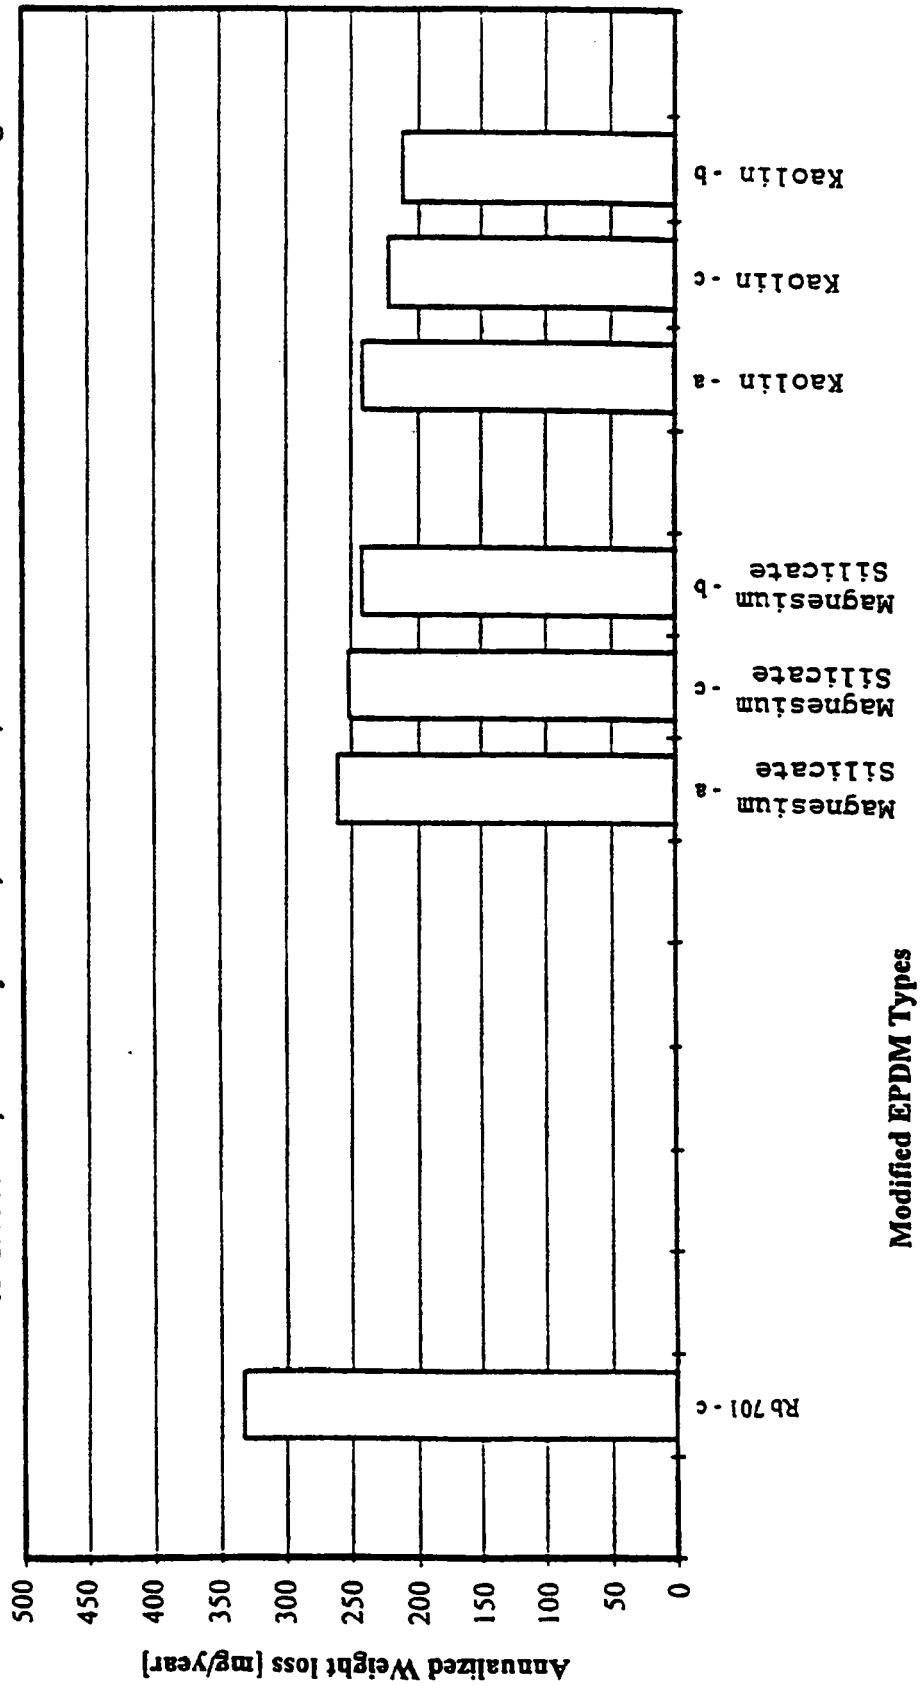 Annualized Weight loss [mg/year]
500
450
400
350
300
250
200
150
100
50
0
Rb 701 - c
Magnesium
Silicate - a
Magnesium
Silicate - c
Magnesium
Silicate - b
Kaolin - a
Kaolin - c
Kaolin - b
Modified EPDM Types